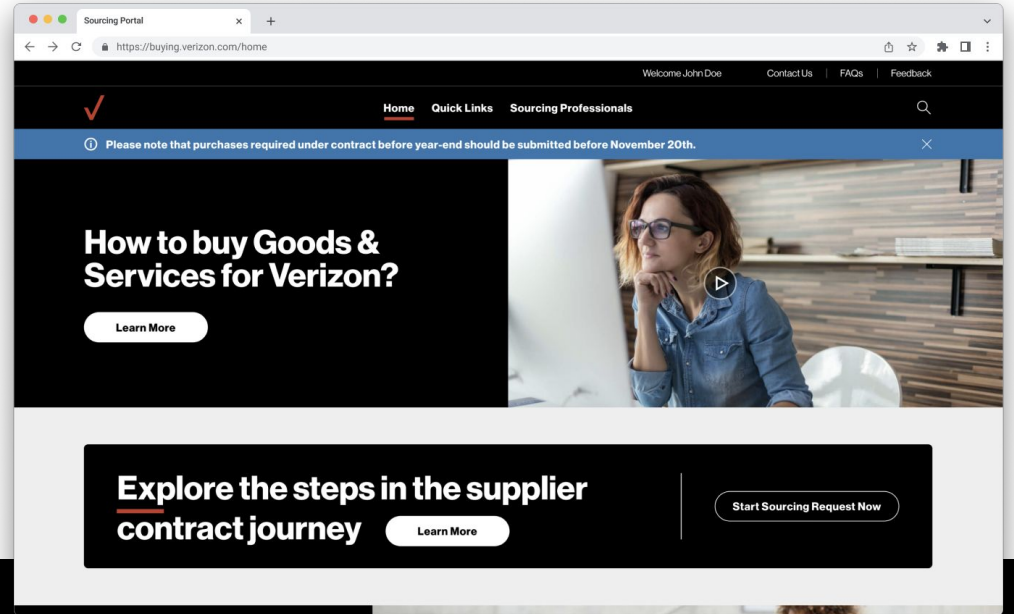 Sourcing Portal
https://buying.verizon.com/home
Welcome John Doe Contact Us | FAQs | Feedback
Home Quick Links Sourcing Professionals
Please note that purchases required under contract before year-end should be submitted before November 20th.
How to buy Goods &
Services for Verizon?
Learn More
Explore the steps in the supplier
contract journey Learn More
Start Sourcing Request Now